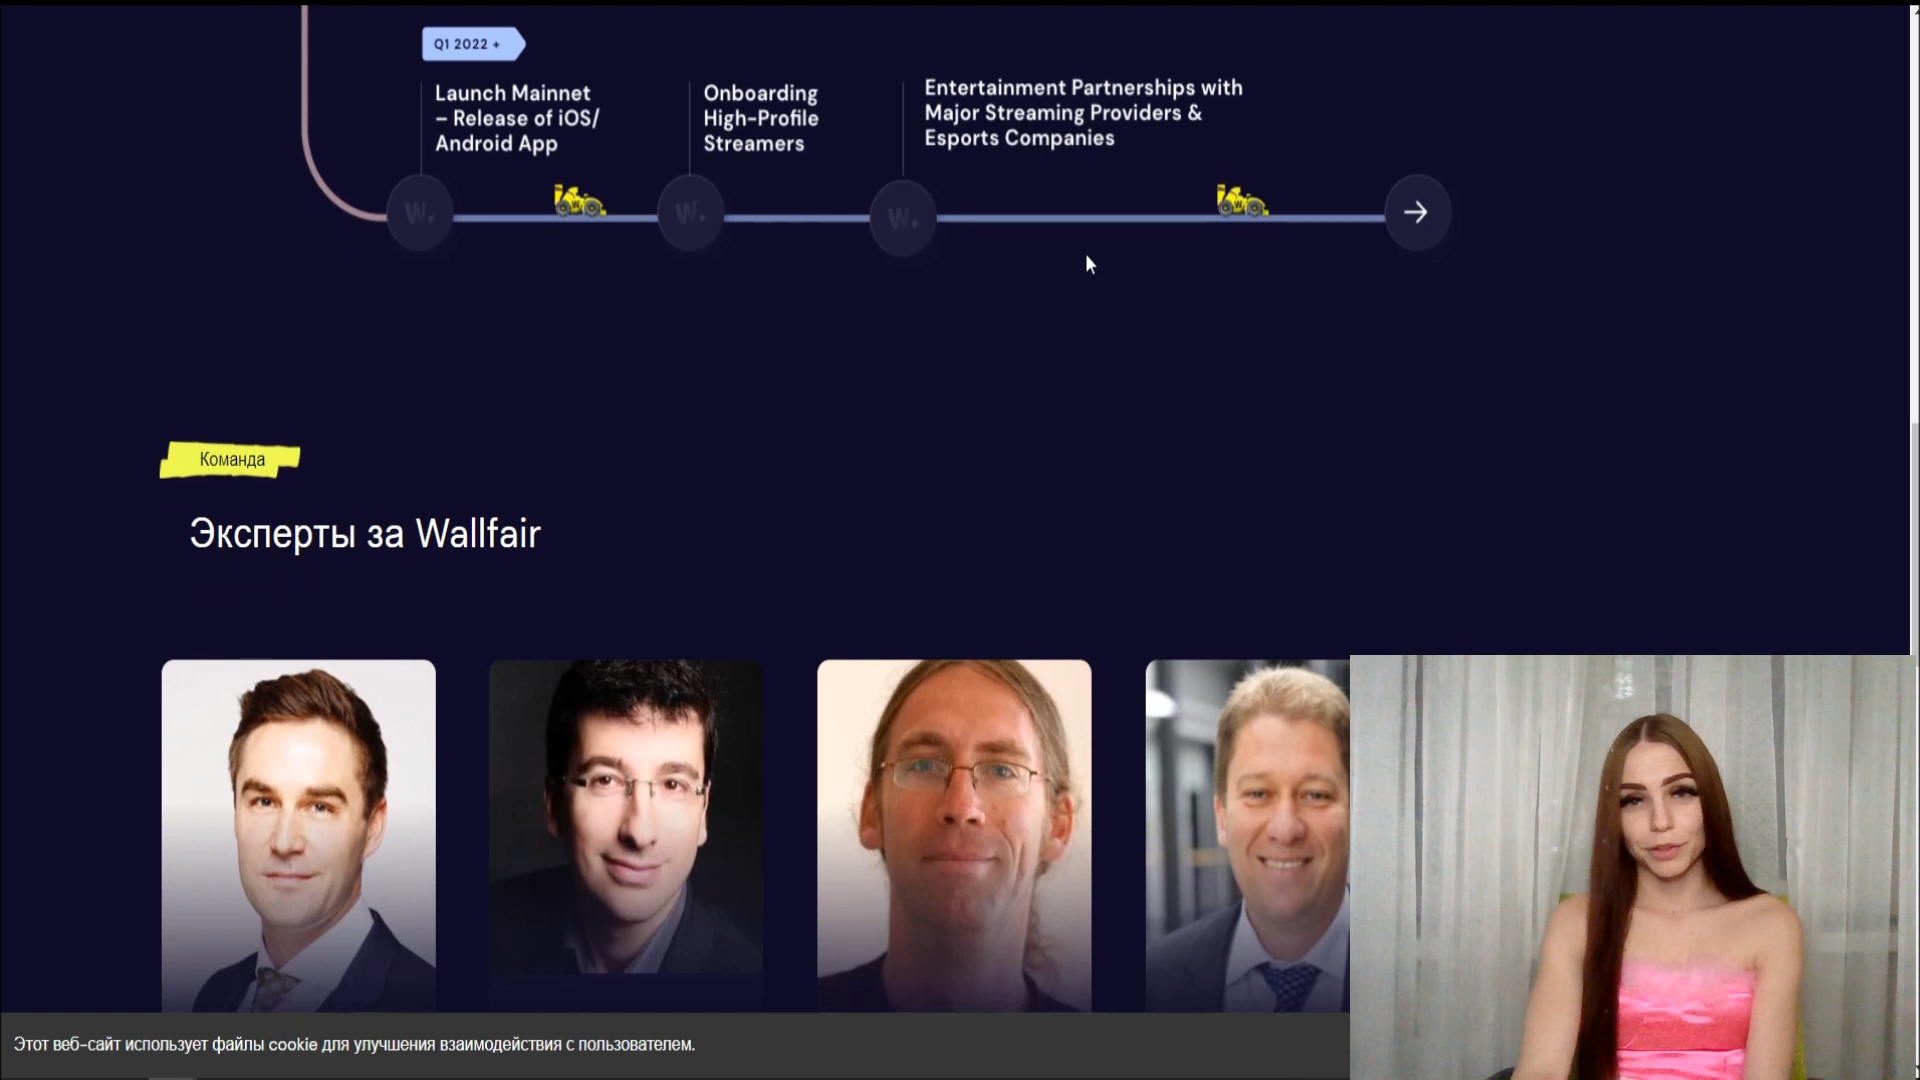 Q1 2022 +
Launch Mainnet
– Release of iOS/
Android App
Onboarding
High-Profile
Streamers
Entertainment Partnerships with
Major Streaming Providers &
Esports Companies
W.
W.
W.
Команда
Эксперты за Wallfair
Этот веб-сайт использует файлы cookie для улучшения взаимодействия с пользователем.